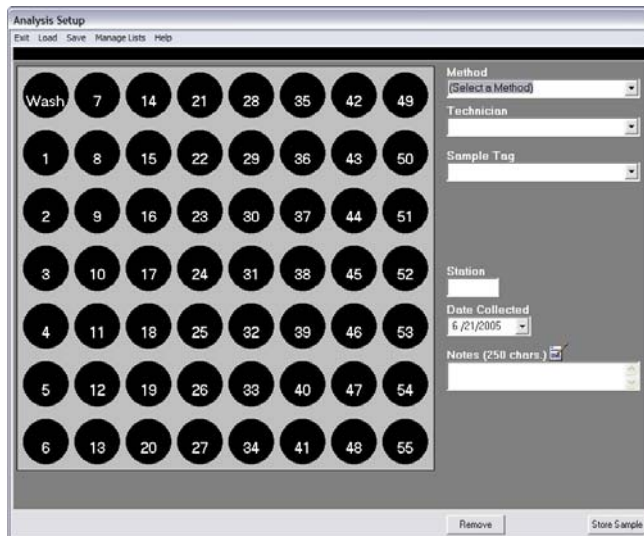 Analysis Setup
Exit Load Save Manage Lists Help
Wash 7 14 21 28 35 42 49
1 8 15 22 29 36 43 50
2 9 16 23 30 37 44 51
3 10 17 24 31 38 45 52
4 11 18 25 32 39 46 53
5 12 19 26 33 40 47 54
6 13 20 27 34 41 48 55
Method
(Select a Method)
Technician
Sample Tag
Station
Date Collected
6 /21/2005
Notes (250 chars.)
Remove Store Sample